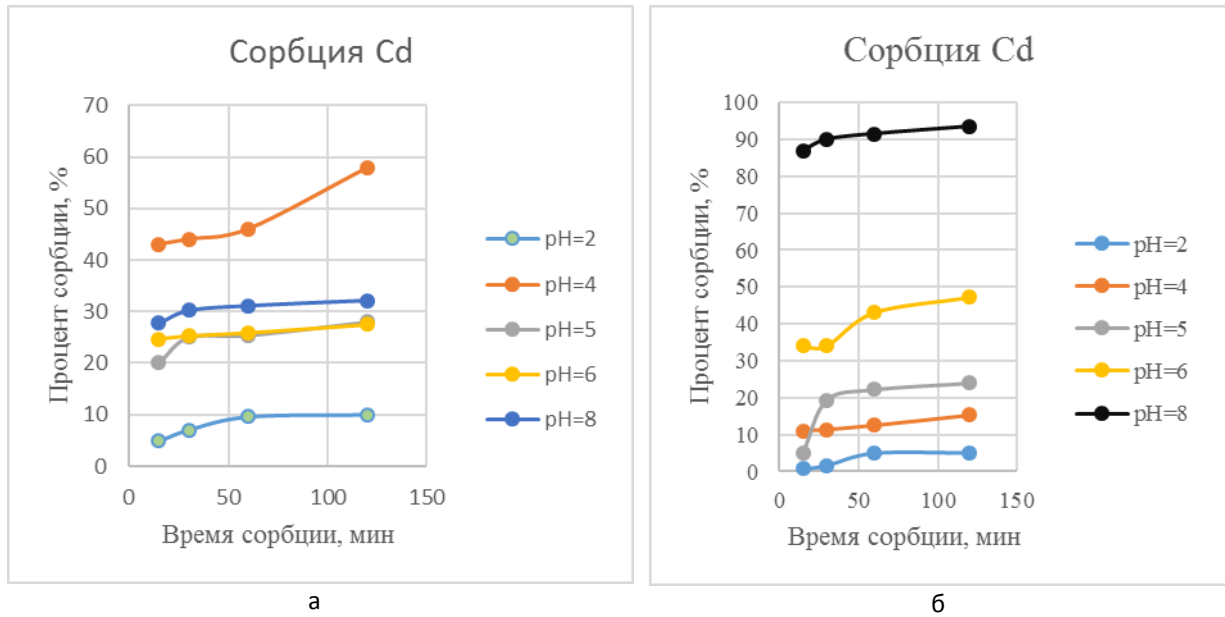 Сорбция Cd
Процент сорбции, %
70
60
50
40
30
20
10
0
0 50 100 150
Время сорбции, мин
pH=2
pH=4
pH=5
pH=6
pH=8
а
Сорбция Cd
Процент сорбции, %
100
90
80
70
60
50
40
30
20
10
0
0 50 100 150
Время сорбции, мин
pH=2
pH=4
pH=5
pH=6
pH=8
б